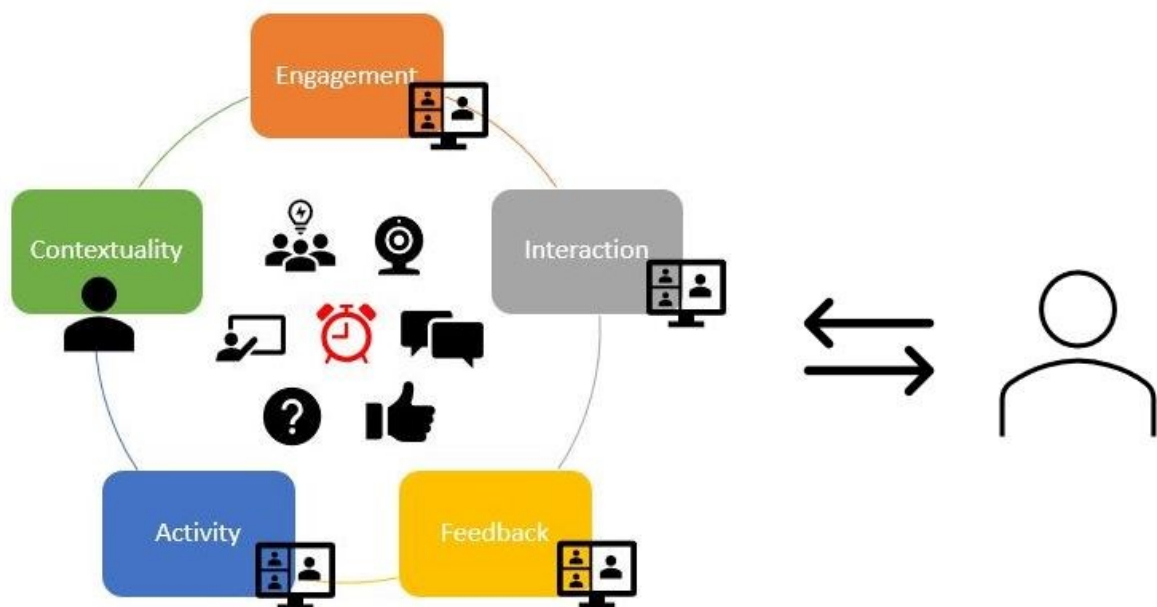 Engagement
Contextuality
Interaction
?
Activity
Feedback